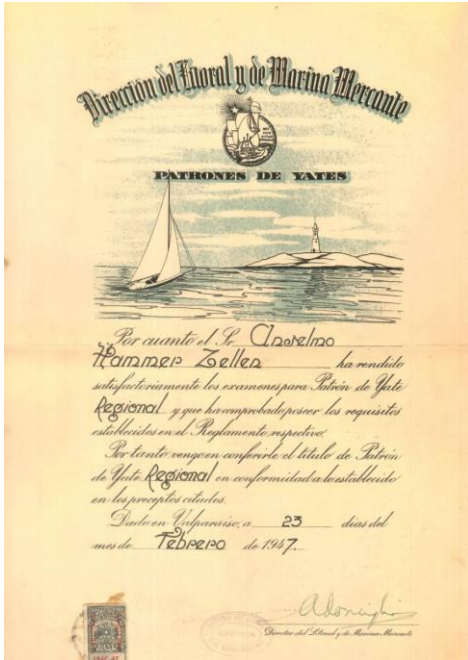 Dirección del Litoral y de Marina Mercante
PATRONES DE YATES
Por cuanto el Sr. Anselmo
Hammer Zeller ha rendido
satisfactoriamente los examenes para Patrón de Yate
Regional y que ha comprobado poseer los requisitos
establecidos en el Reglamento respectivo.
Por tanto vengo en conferirle el titulo de Patrón
de Yate Regional en conformidad a lo establecido
en los preceptos citados.
Dado en Valparaiso, a 23 dias del
mes de Febrero de 1947.
Director del Litoral y de Marina Mercante